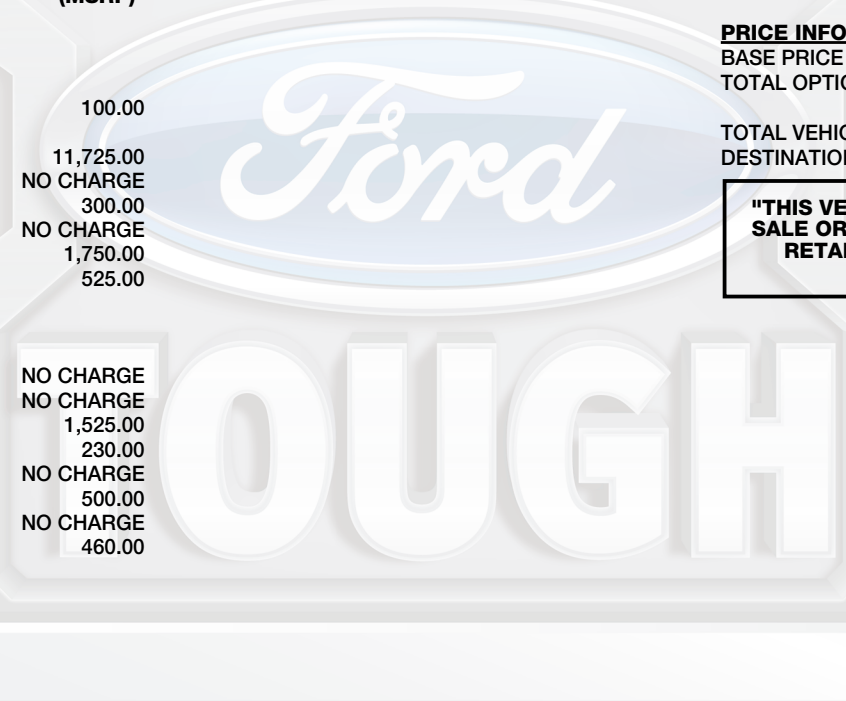 (MSRP)
100.00
11,725.00
NO CHARGE
300.00
NO CHARGE
1,750.00
525.00
NO CHARGE
NO CHARGE
1,525.00
230.00
NO CHARGE
500.00
NO CHARGE
460.00
PRICE INFO
BASE PRICE
TOTAL OPTIO
TOTAL VEHIC
DESTINATION
"THIS VE
SALE OR
RETAI
Ford
TOUGH